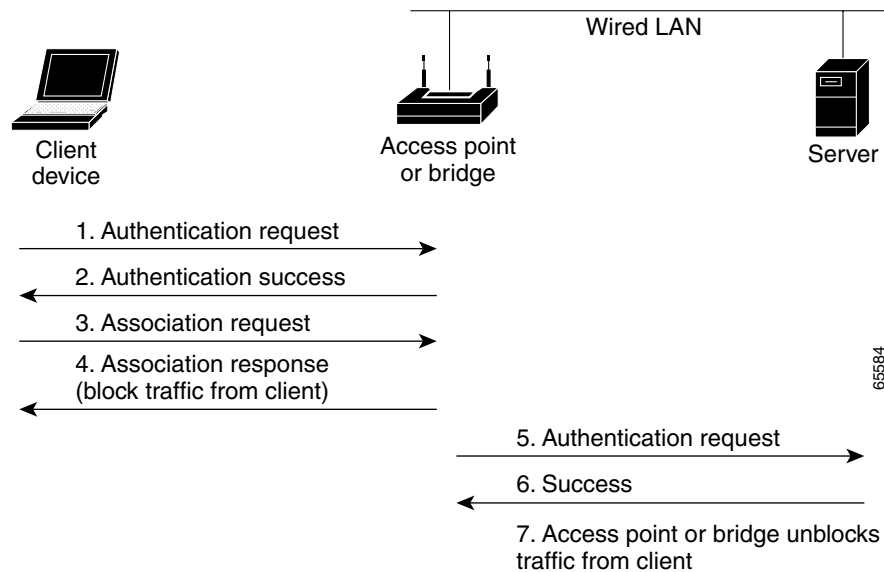 Wired LAN
Client
device
Access point
or bridge
Server
1. Authentication request
2. Authentication success
3. Association request
4. Association response
(block traffic from client)
65584
5. Authentication request
6. Success
7. Access point or bridge unblocks
traffic from client